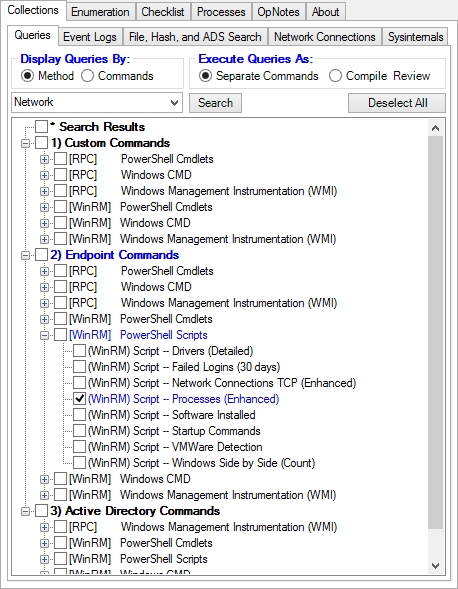 Collections Enumeration Checklist Processes OpNotes About
Queries Event Logs File, Hash, and ADS Search Network Connections Sysinternals
Display Queries By: Execute Queries As:
Method Commands Separate Commands Compile Review
Network Search Deselect All
* Search Results
1) Custom Commands
[RPC] PowerShell Cmdlets
[RPC] Windows CMD
[RPC] Windows Management Instrumentation (WMI)
[WinRM] PowerShell Cmdlets
[WinRM] Windows CMD
[WinRM] Windows Management Instrumentation (WMI)
2) Endpoint Commands
[RPC] PowerShell Cmdlets
[RPC] Windows CMD
[RPC] Windows Management Instrumentation (WMI)
[WinRM] PowerShell Cmdlets
[WinRM] PowerShell Scripts
(WinRM) Script -- Drivers (Detailed)
(WinRM) Script -- Failed Logins (30 days)
(WinRM) Script -- Network Connections TCP (Enhanced)
(WinRM) Script -- Processes (Enhanced)
(WinRM) Script -- Software Installed
(WinRM) Script -- Startup Commands
(WinRM) Script -- VMWare Detection
(WinRM) Script -- Windows Side by Side (Count)
[WinRM] Windows CMD
[WinRM] Windows Management Instrumentation (WMI)
3) Active Directory Commands
[RPC] Windows Management Instrumentation (WMI)
[WinRM] PowerShell Cmdlets
[WinRM] PowerShell Scripts
[WinRM] Windows CMD